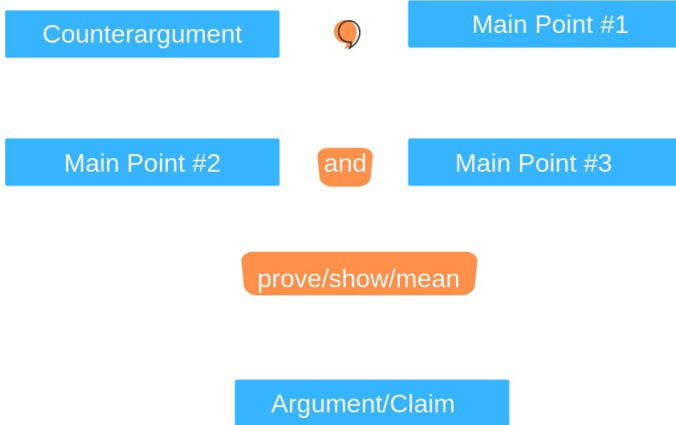 Counterargument , Main Point #1
Main Point #2 and Main Point #3
prove/show/mean
Argument/Claim